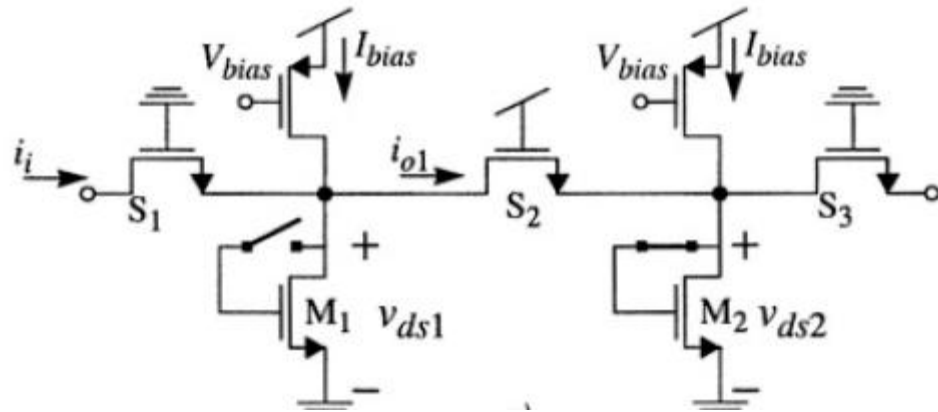 V_bias I_bias V_bias I_bias
i_i i_o1
S_1 S_2 S_3
+ +
M_1 v_ds1 M_2 v_ds2
− −